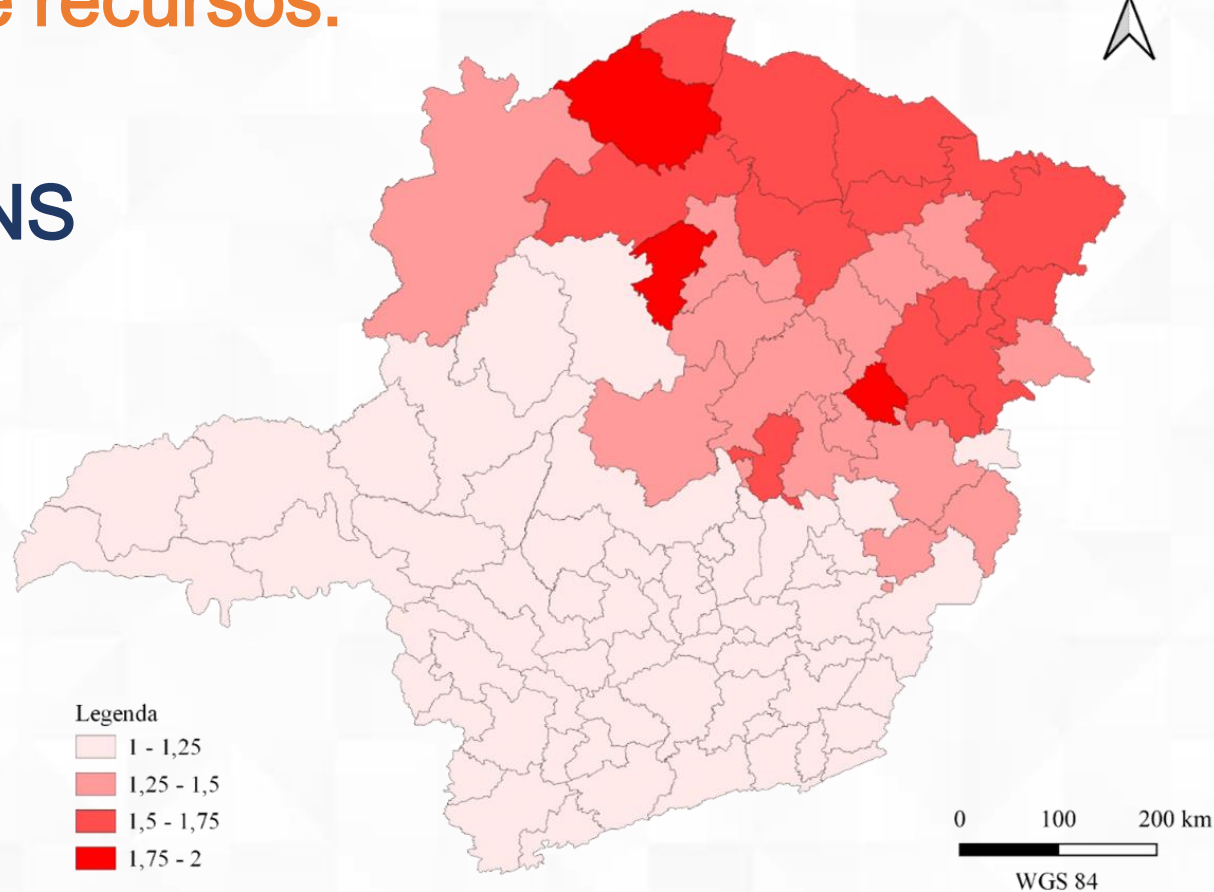 e recursos.
NS
Legenda
1 - 1,25
1,25 - 1,5
1,5 - 1,75
1,75 - 2
0 100 200 km
WGS 84